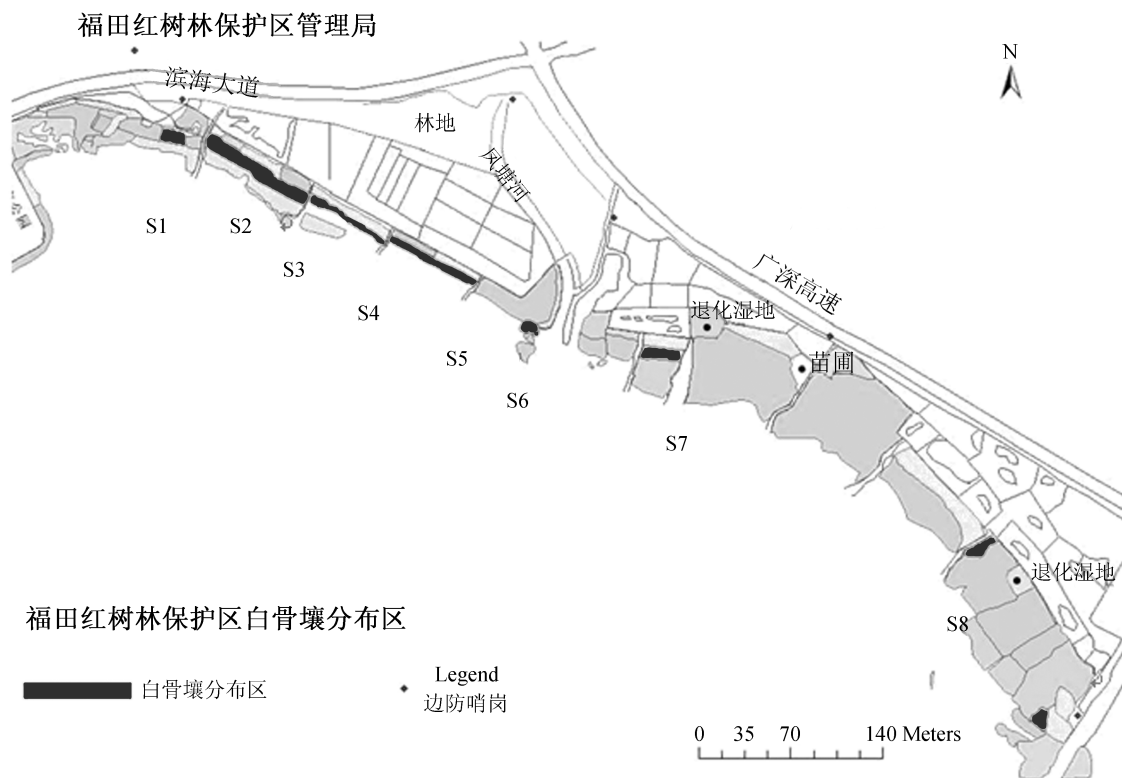 福田红树林保护区管理局
N
滨海大道
林地
凤塘河
公园
S1
S2
S3
广深高速
S4
退化湿地
S5
苗圃
S6
S7
退化湿地
福田红树林保护区白骨壤分布区
S8
Legend
白骨壤分布区
边防哨岗
0 35 70 140 Meters